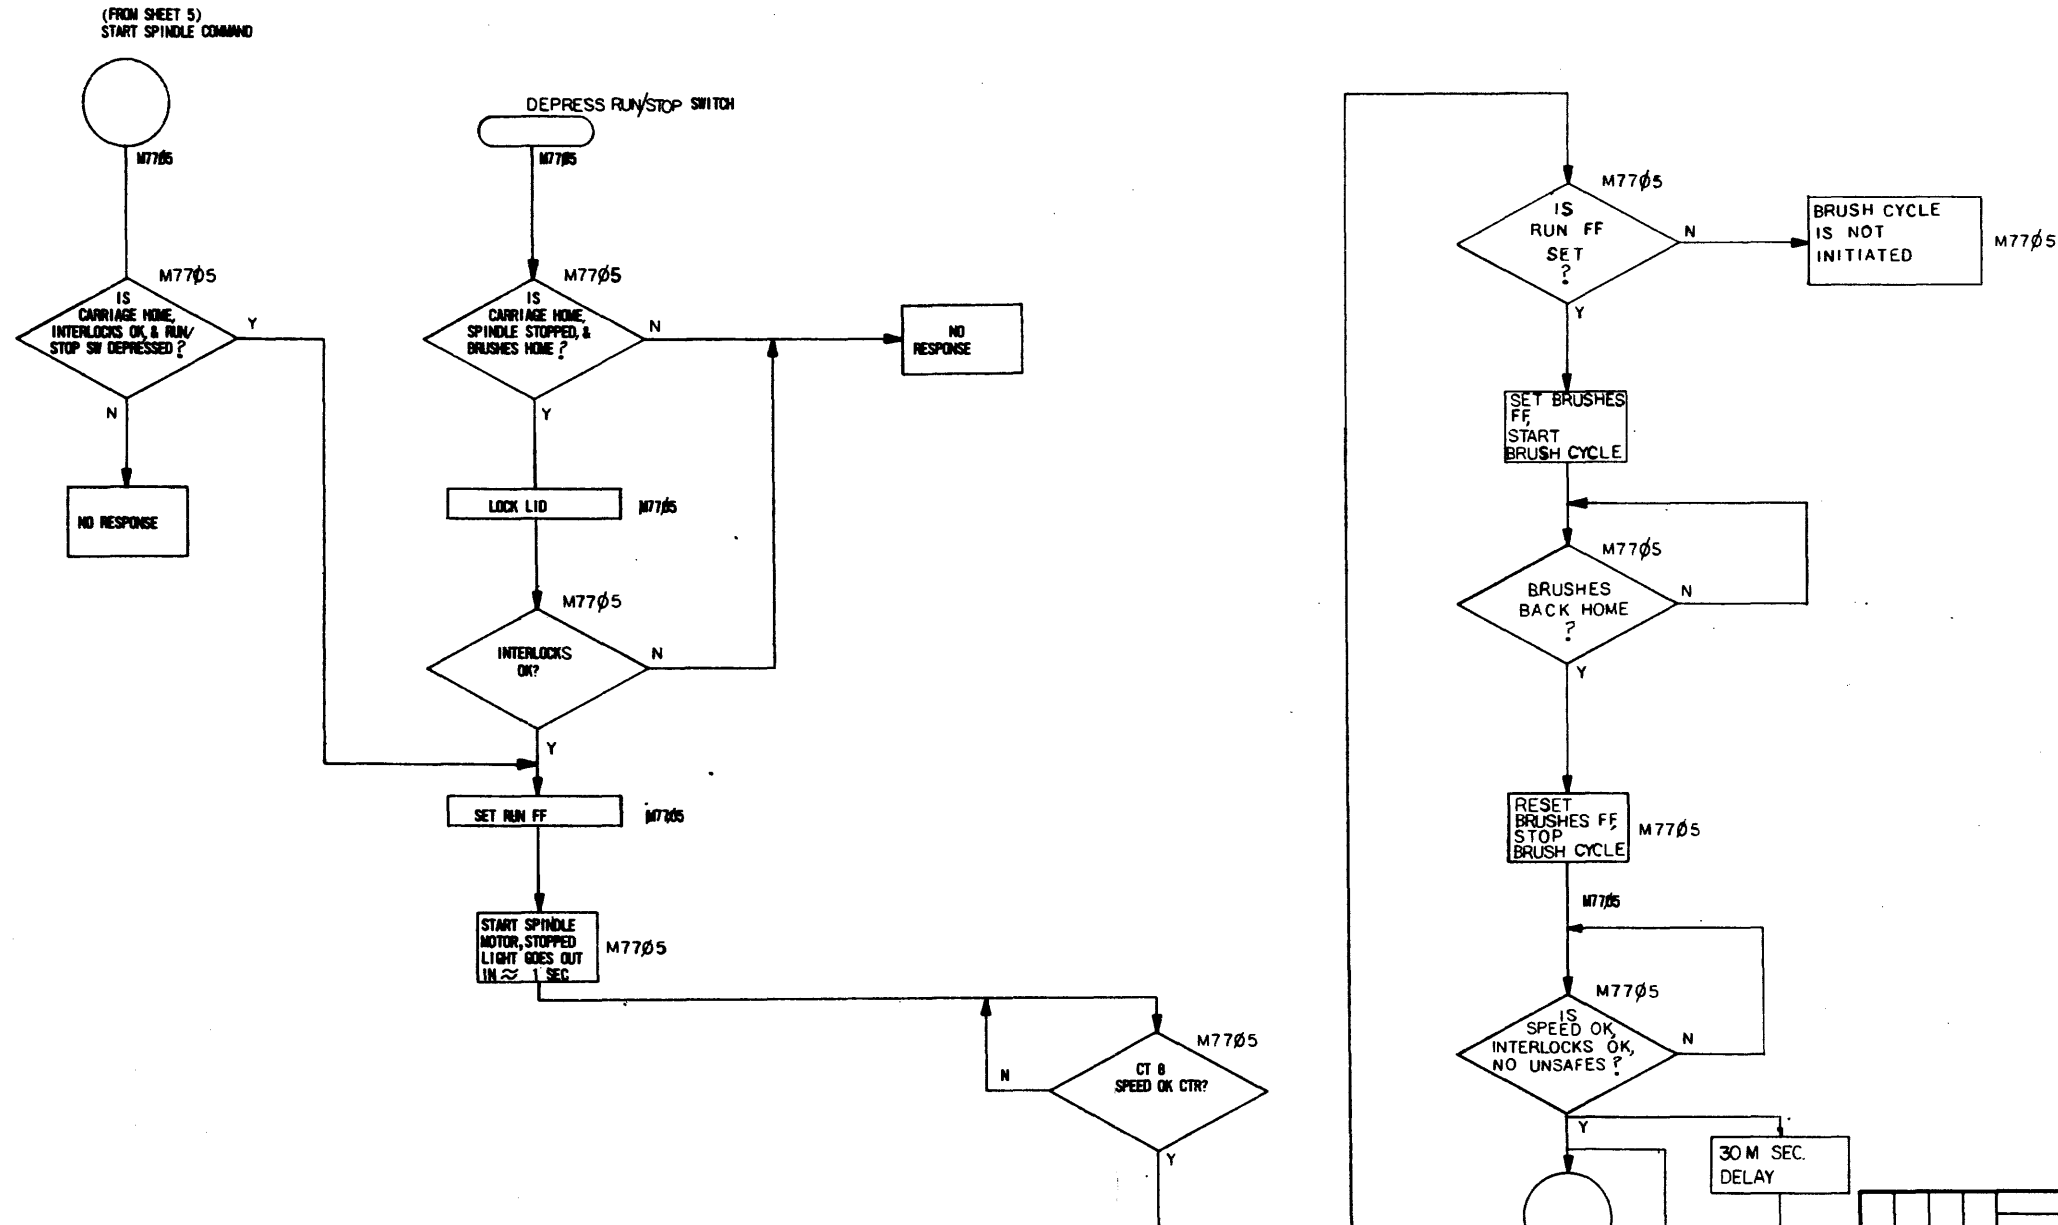 (FROM SHEET 5)
START SPINDLE COMMAND
M77Ø5
M77Ø5
IS
CARRIAGE HOME,
INTERLOCKS OK, & RUN/
STOP SW DEPRESSED?
Y
N
NO RESPONSE
DEPRESS RUN/STOP SWITCH
M77Ø5
M77Ø5
IS
CARRIAGE HOME,
SPINDLE STOPPED, &
BRUSHES HOME?
N
Y
NO
RESPONSE
LOCK LID
M77Ø5
M77Ø5
INTERLOCKS
OK?
N
Y
SET RUN FF
M77Ø5
START SPINDLE
MOTOR, STOPPED
LIGHT GOES OUT
IN ≈ 1 SEC
M77Ø5
M77Ø5
CT 8
SPEED OK CTR?
N
Y
M77Ø5
IS
RUN FF
SET
?
N
Y
BRUSH CYCLE
IS NOT
INITIATED
M77Ø5
SET BRUSHES
FF,
START
BRUSH CYCLE
M77Ø5
BRUSHES
BACK HOME
?
N
Y
RESET
BRUSHES FF,
STOP
BRUSH CYCLE
M77Ø5
M77Ø5
M77Ø5
IS
SPEED OK,
INTERLOCKS OK,
NO UNSAFES?
N
Y
30 M SEC.
DELAY